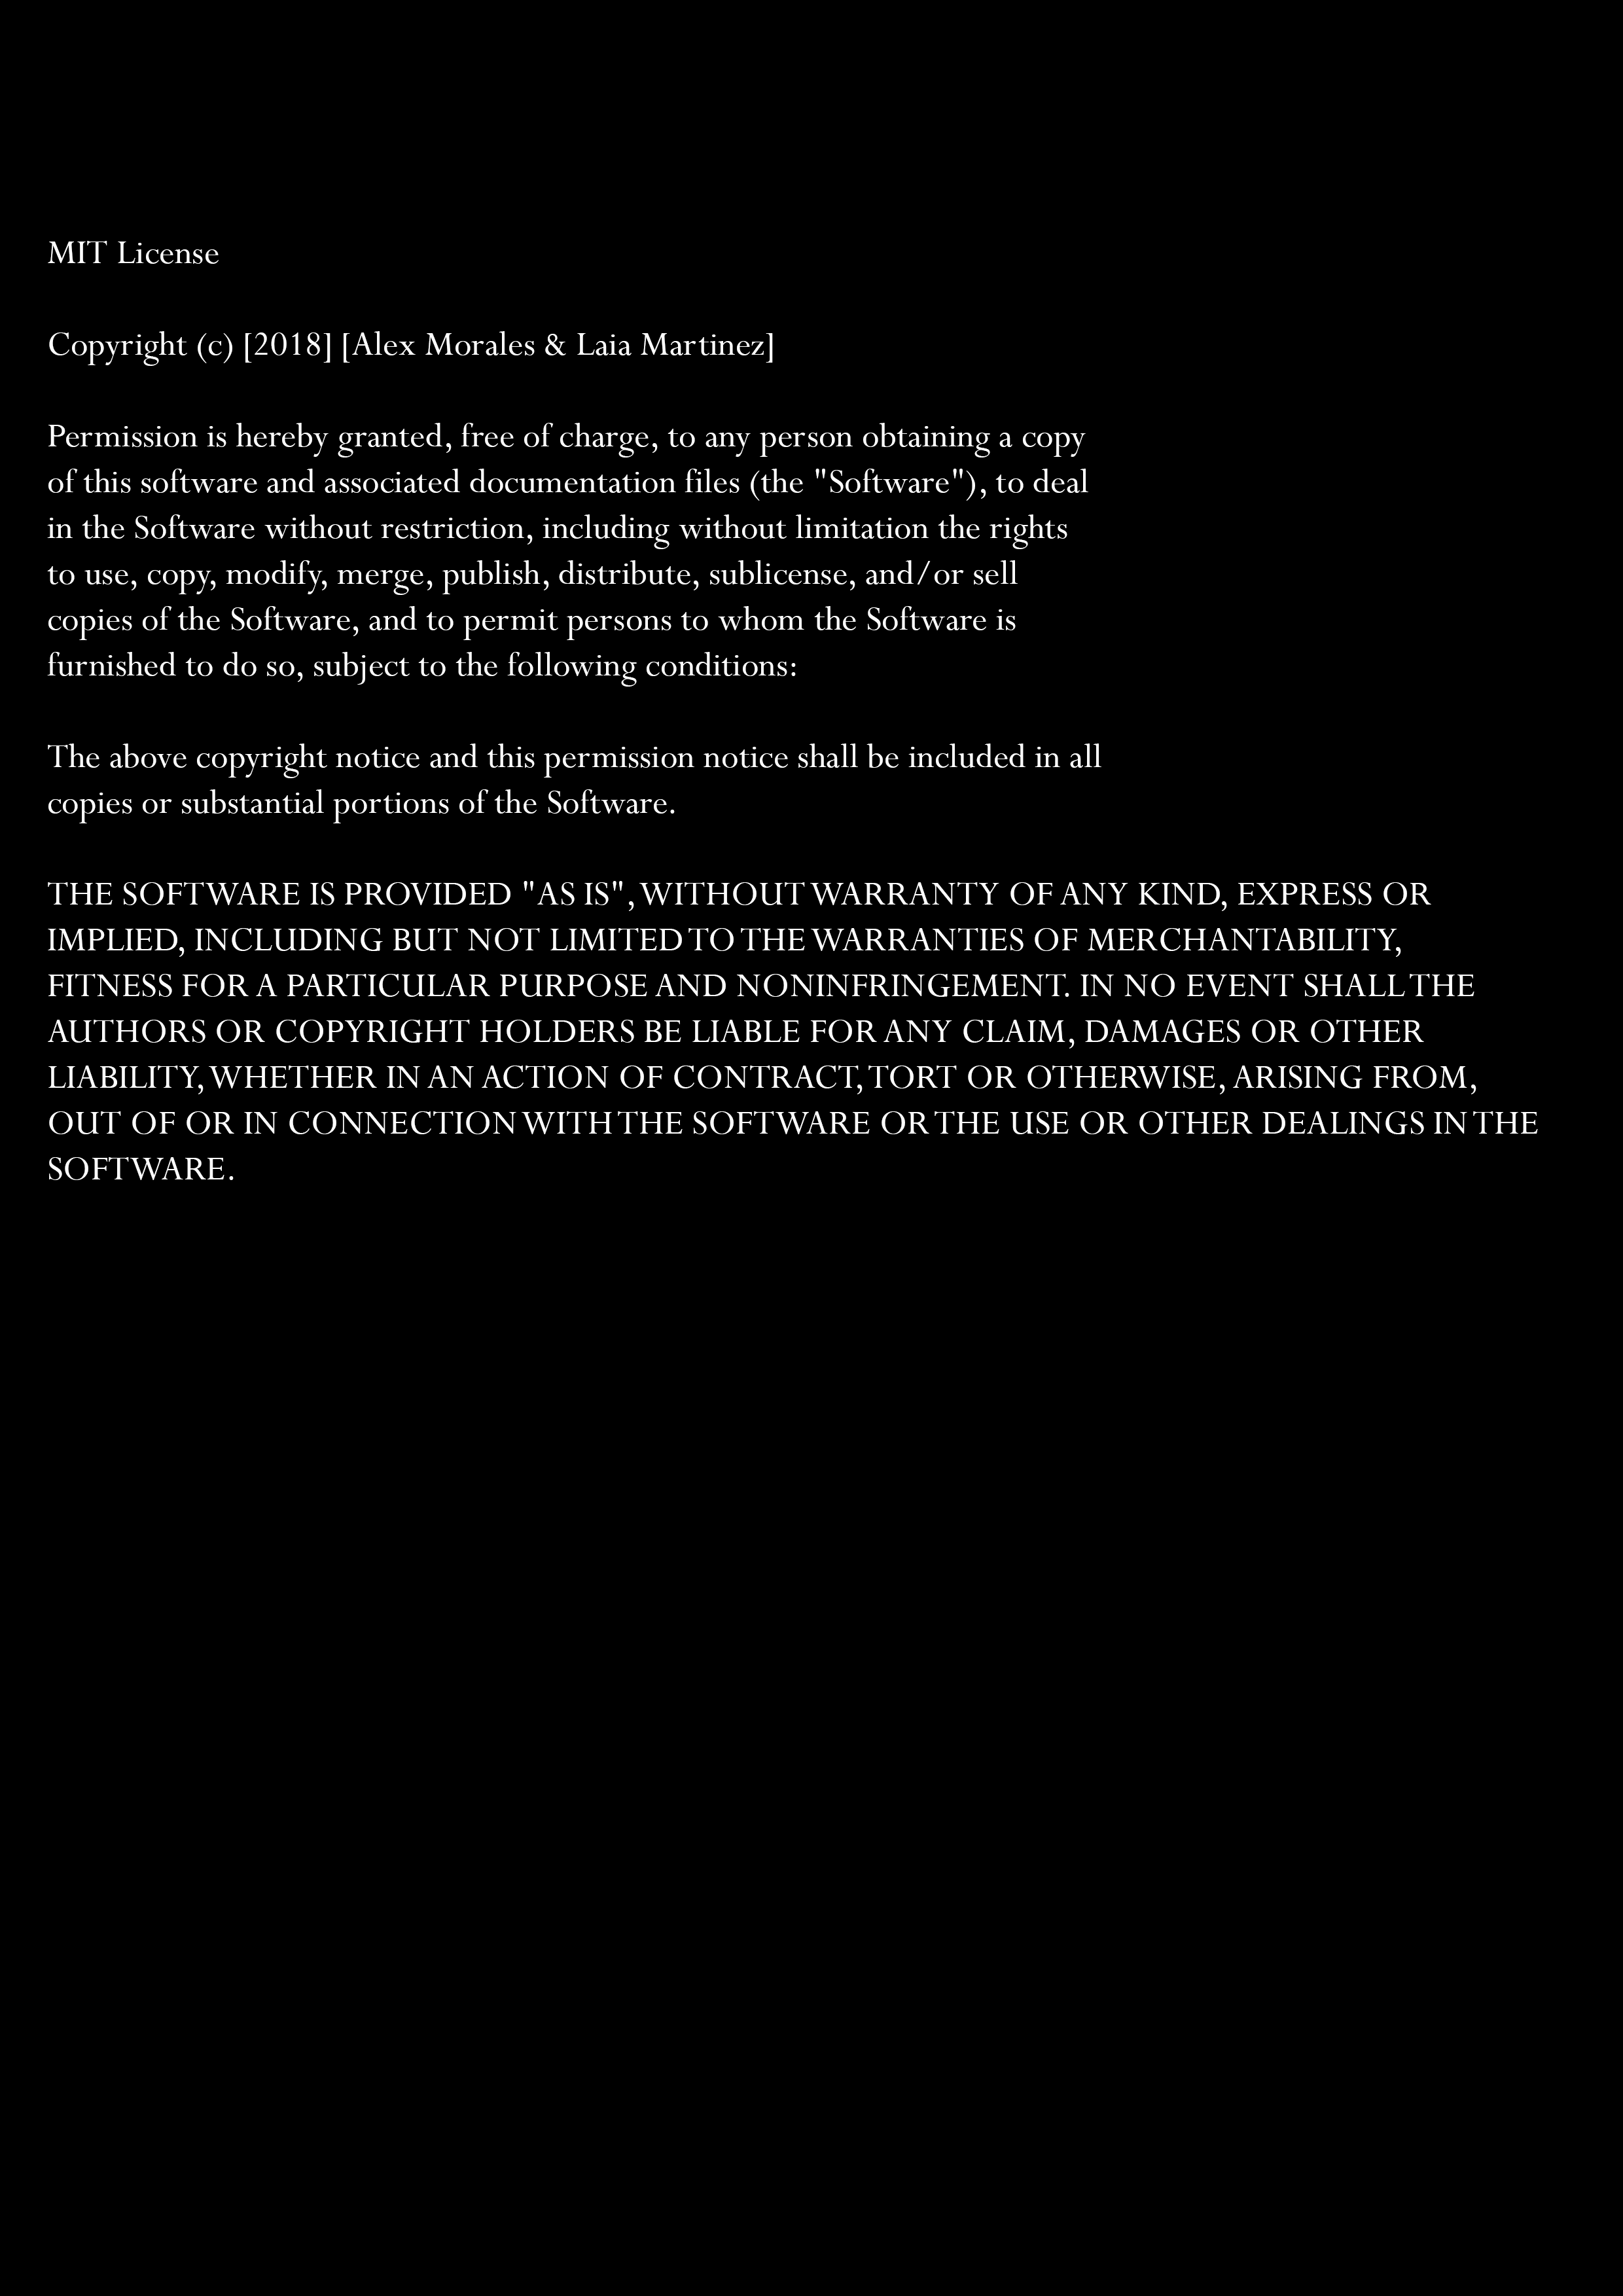 MIT License
Copyright (c) [2018] [Alex Morales & Laia Martinez]
Permission is hereby granted, free of charge, to any person obtaining a copy
of this software and associated documentation files (the "Software"), to deal
in the Software without restriction, including without limitation the rights
to use, copy, modify, merge, publish, distribute, sublicense, and/or sell
copies of the Software, and to permit persons to whom the Software is
furnished to do so, subject to the following conditions:
The above copyright notice and this permission notice shall be included in all
copies or substantial portions of the Software.
THE SOFTWARE IS PROVIDED "AS IS", WITHOUT WARRANTY OF ANY KIND, EXPRESS OR
IMPLIED, INCLUDING BUT NOT LIMITED TO THE WARRANTIES OF MERCHANTABILITY,
FITNESS FOR A PARTICULAR PURPOSE AND NONINFRINGEMENT. IN NO EVENT SHALL THE
AUTHORS OR COPYRIGHT HOLDERS BE LIABLE FOR ANY CLAIM, DAMAGES OR OTHER
LIABILITY, WHETHER IN AN ACTION OF CONTRACT, TORT OR OTHERWISE, ARISING FROM,
OUT OF OR IN CONNECTION WITH THE SOFTWARE OR THE USE OR OTHER DEALINGS IN THE
SOFTWARE.